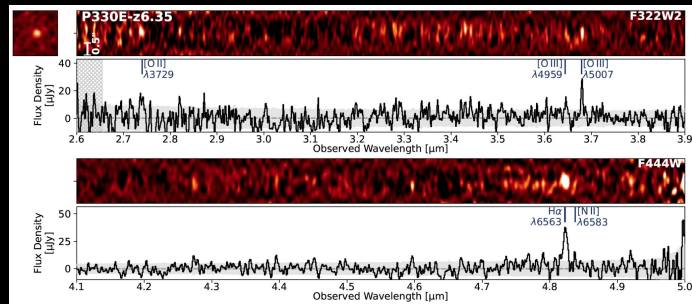 P330E-z6.35
F322W2
0.5"
[O II]
λ3729
[O III]
λ4959
[O III]
λ5007
Flux Density
[μJy]
40
20
0
2.6 2.7 2.8 2.9 3.0 3.1 3.2 3.3 3.4 3.5 3.6 3.7 3.8 3.9
Observed Wavelength [μm]
F444W
Hα
λ6563
[N II]
λ6583
Flux Density
[μJy]
50
25
0
4.1 4.2 4.3 4.4 4.5 4.6 4.7 4.8 4.9 5.0
Observed Wavelength [μm]